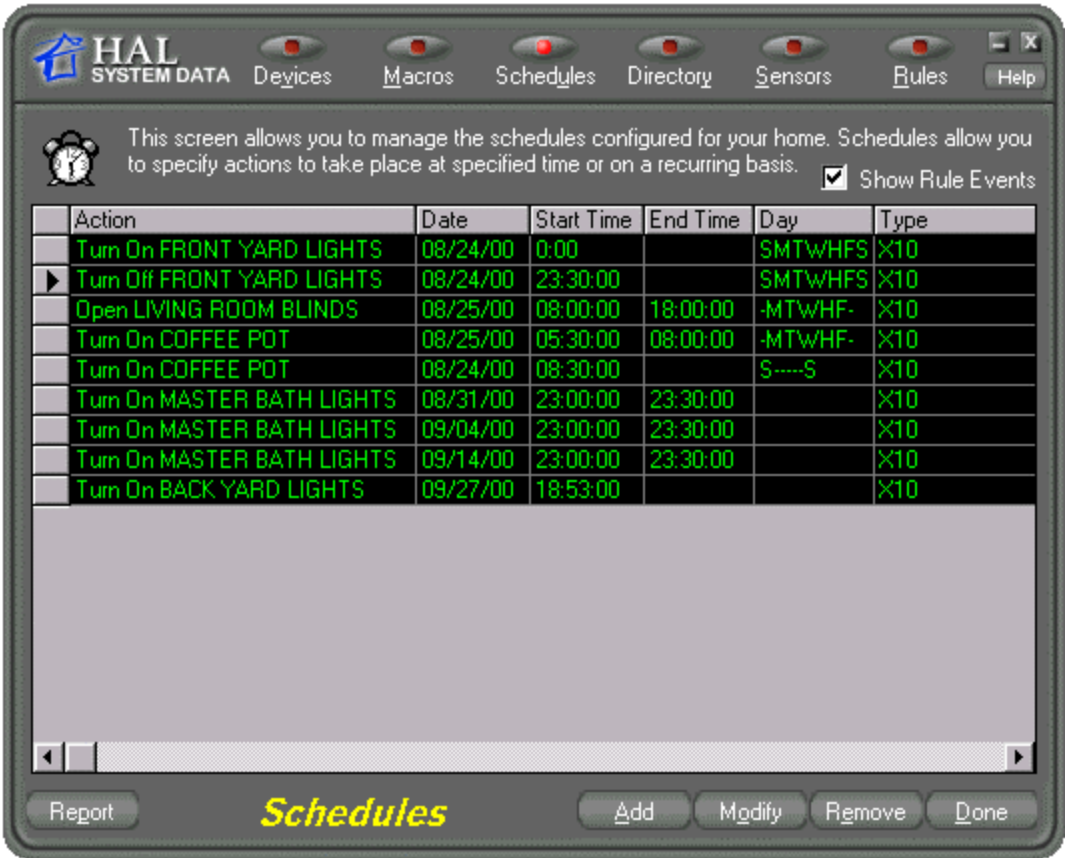 HAL
SYSTEM DATA
Devices Macros Schedules Directory Sensors Rules Help
This screen allows you to manage the schedules configured for your home. Schedules allow you
to specify actions to take place at specified time or on a recurring basis.
Show Rule Events
Action Date Start Time End Time Day Type
Turn On FRONT YARD LIGHTS 08/24/00 0:00 SMTWHFS X10
Turn Off FRONT YARD LIGHTS 08/24/00 23:30:00 SMTWHFS X10
Open LIVING ROOM BLINDS 08/25/00 08:00:00 18:00:00 -MTWHF- X10
Turn On COFFEE POT 08/25/00 05:30:00 08:00:00 -MTWHF- X10
Turn On COFFEE POT 08/24/00 08:30:00 S-----S X10
Turn On MASTER BATH LIGHTS 08/31/00 23:00:00 23:30:00 X10
Turn On MASTER BATH LIGHTS 09/04/00 23:00:00 23:30:00 X10
Turn On MASTER BATH LIGHTS 09/14/00 23:00:00 23:30:00 X10
Turn On BACK YARD LIGHTS 09/27/00 18:53:00 X10
Report Schedules Add Modify Remove Done